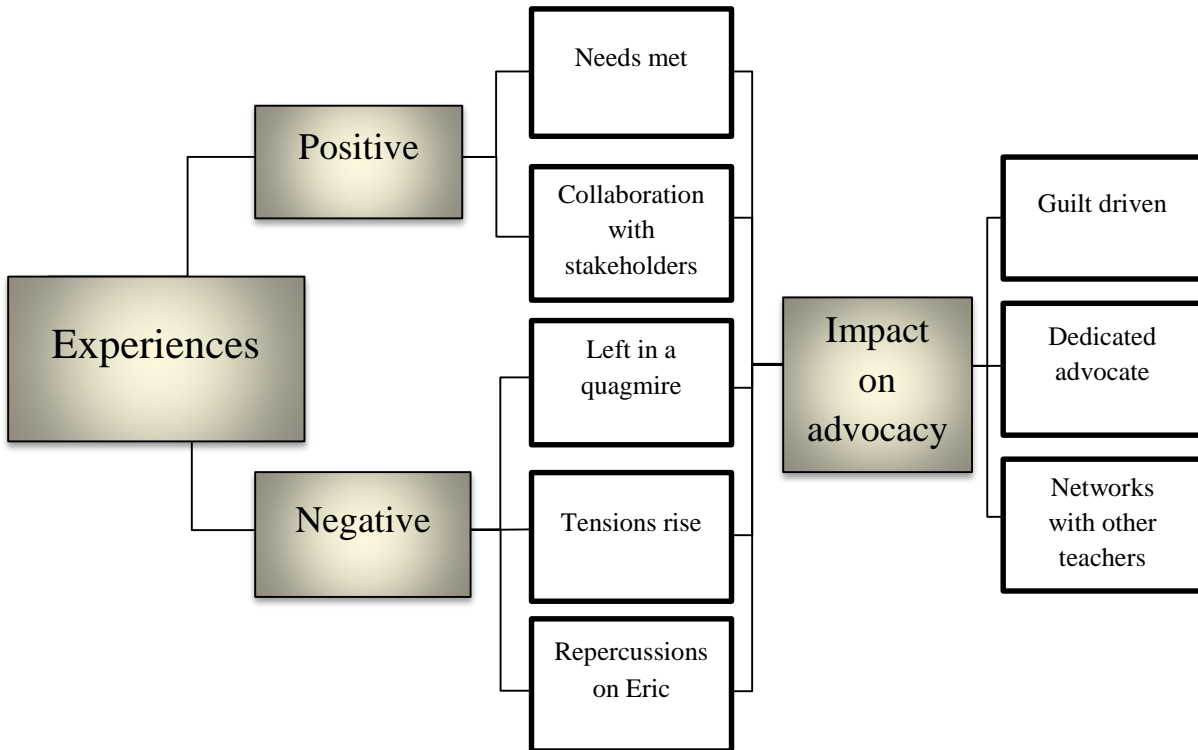 Experiences
Positive
Negative
Needs met
Collaboration
with
stakeholders
Left in a
quagmire
Tensions rise
Repercussions
on Eric
Impact
on
advocacy
Guilt driven
Dedicated
advocate
Networks
with other
teachers